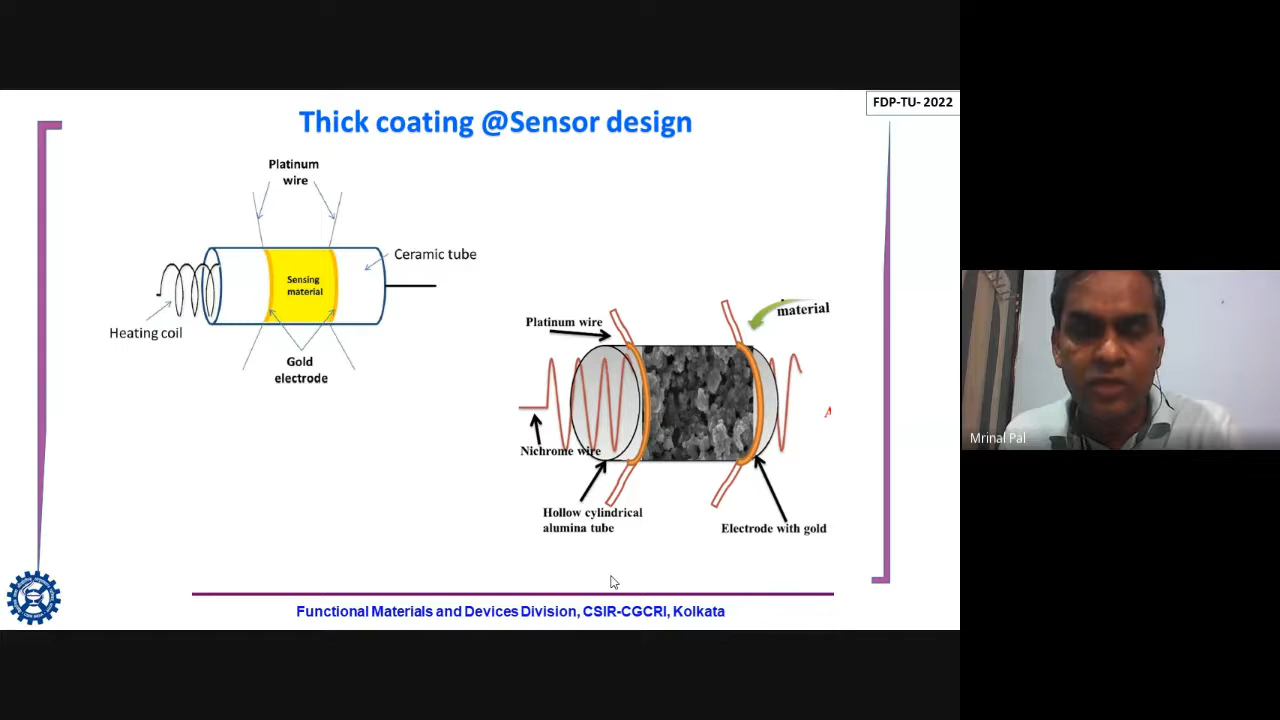 FDP-TU- 2022
Thick coating @Sensor design
Platinum
wire
Ceramic tube
Sensing
material
Heating coil
Gold
electrode
material
Platinum wire
Nichrome wire
Hollow cylindrical
alumina tube
Electrode with gold
Mrinal Pal
Functional Materials and Devices Division, CSIR-CGCRI, Kolkata